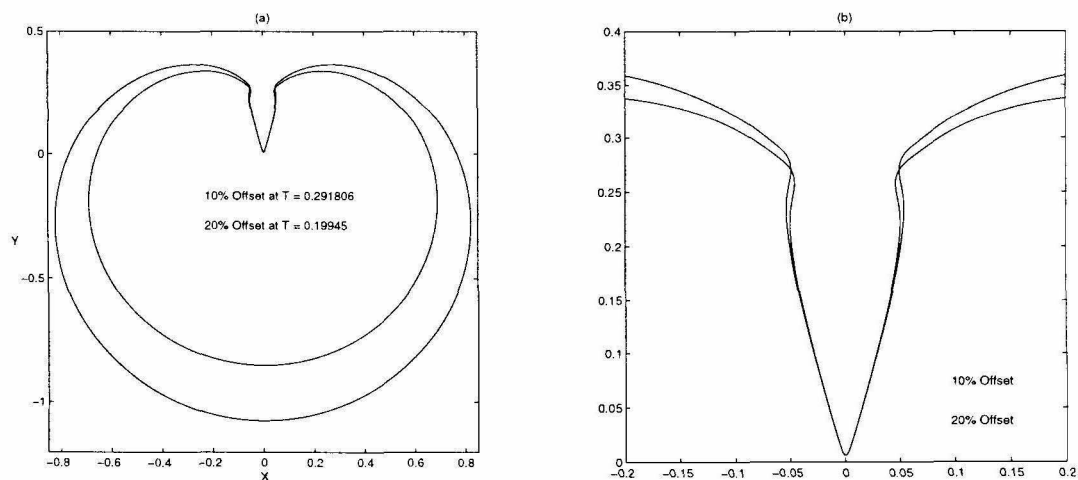 (a)
0.5
0
Y
-0.5
-1
10% Offset at T = 0.291806
20% Offset at T = 0.19945
-0.8 -0.6 -0.4 -0.2 0 0.2 0.4 0.6 0.8
X
(b)
0.4
0.35
0.3
0.25
0.2
0.15
0.1
0.05
0
10% Offset
20% Offset
-0.2 -0.15 -0.1 -0.05 0 0.05 0.1 0.15 0.2